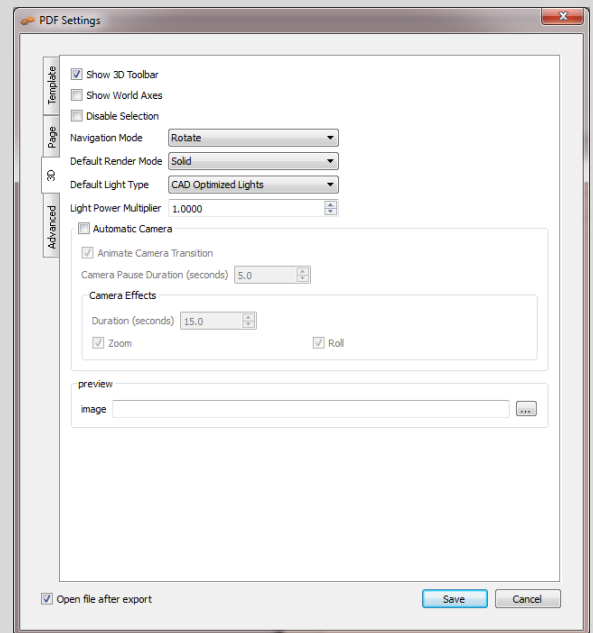 PDF Settings
Template
Page
3D
Advanced
Show 3D Toolbar
Show World Axes
Disable Selection
Navigation Mode Rotate
Default Render Mode Solid
Default Light Type CAD Optimized Lights
Light Power Multiplier 1.0000
Automatic Camera
Animate Camera Transition
Camera Pause Duration (seconds) 5.0
Camera Effects
Duration (seconds) 15.0
Zoom Roll
preview
image ...
Open file after export Save Cancel